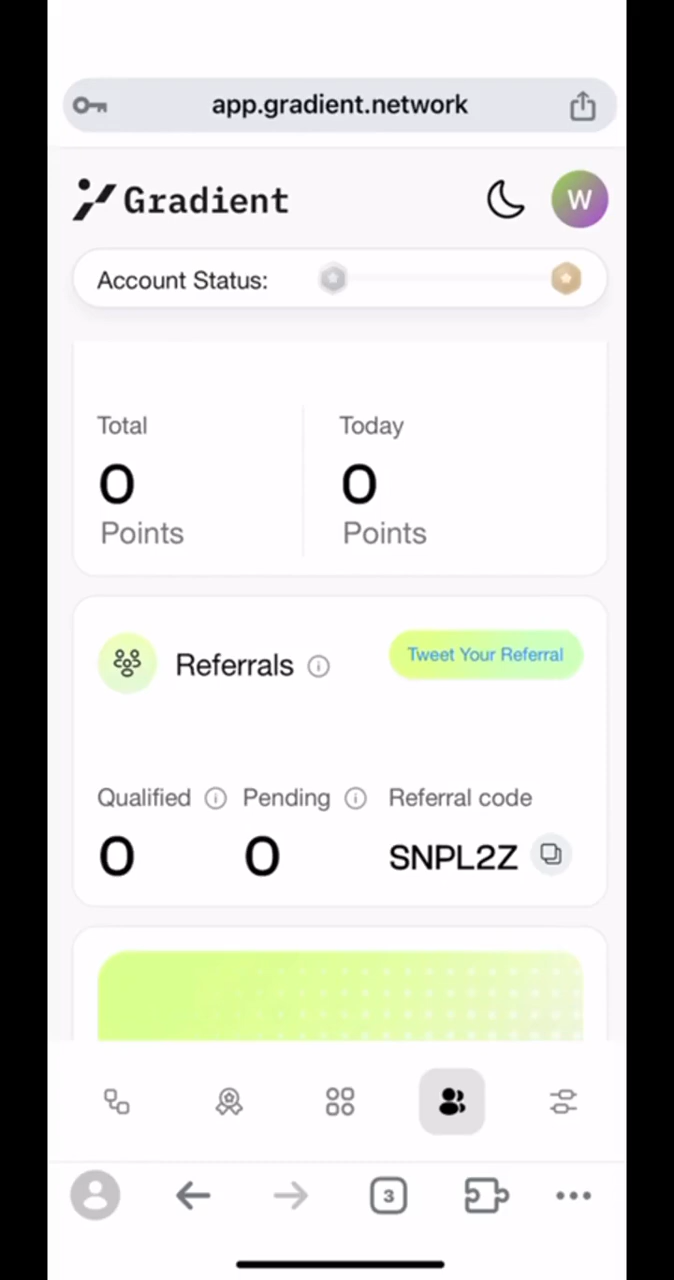 app.gradient.network
Gradient
W
Account Status:
Total
Today
0
0
Points
Points
Referrals
Tweet Your Referral
Qualified
Pending
Referral code
0
0
SNPL2Z
3